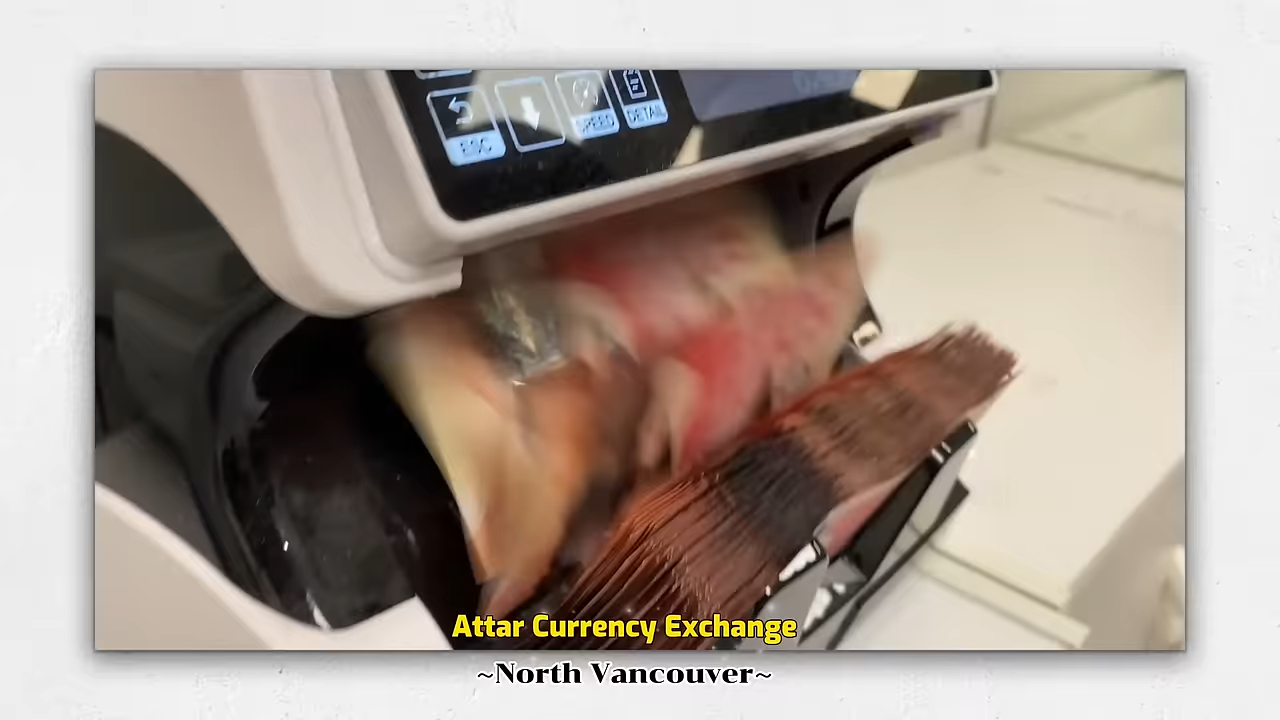 ESC
SPEED
DETAIL
Attar Currency Exchange
~North Vancouver~